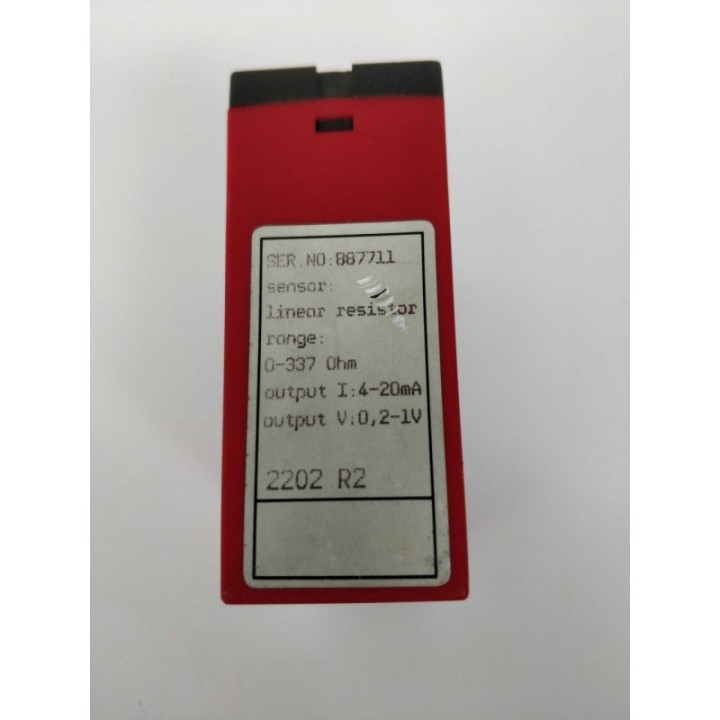 SER.NO:887711
sensor:
linear resistor
range:
0-337 Ohm
output I:4-20mA
output V:0,2-1V
2202 R2